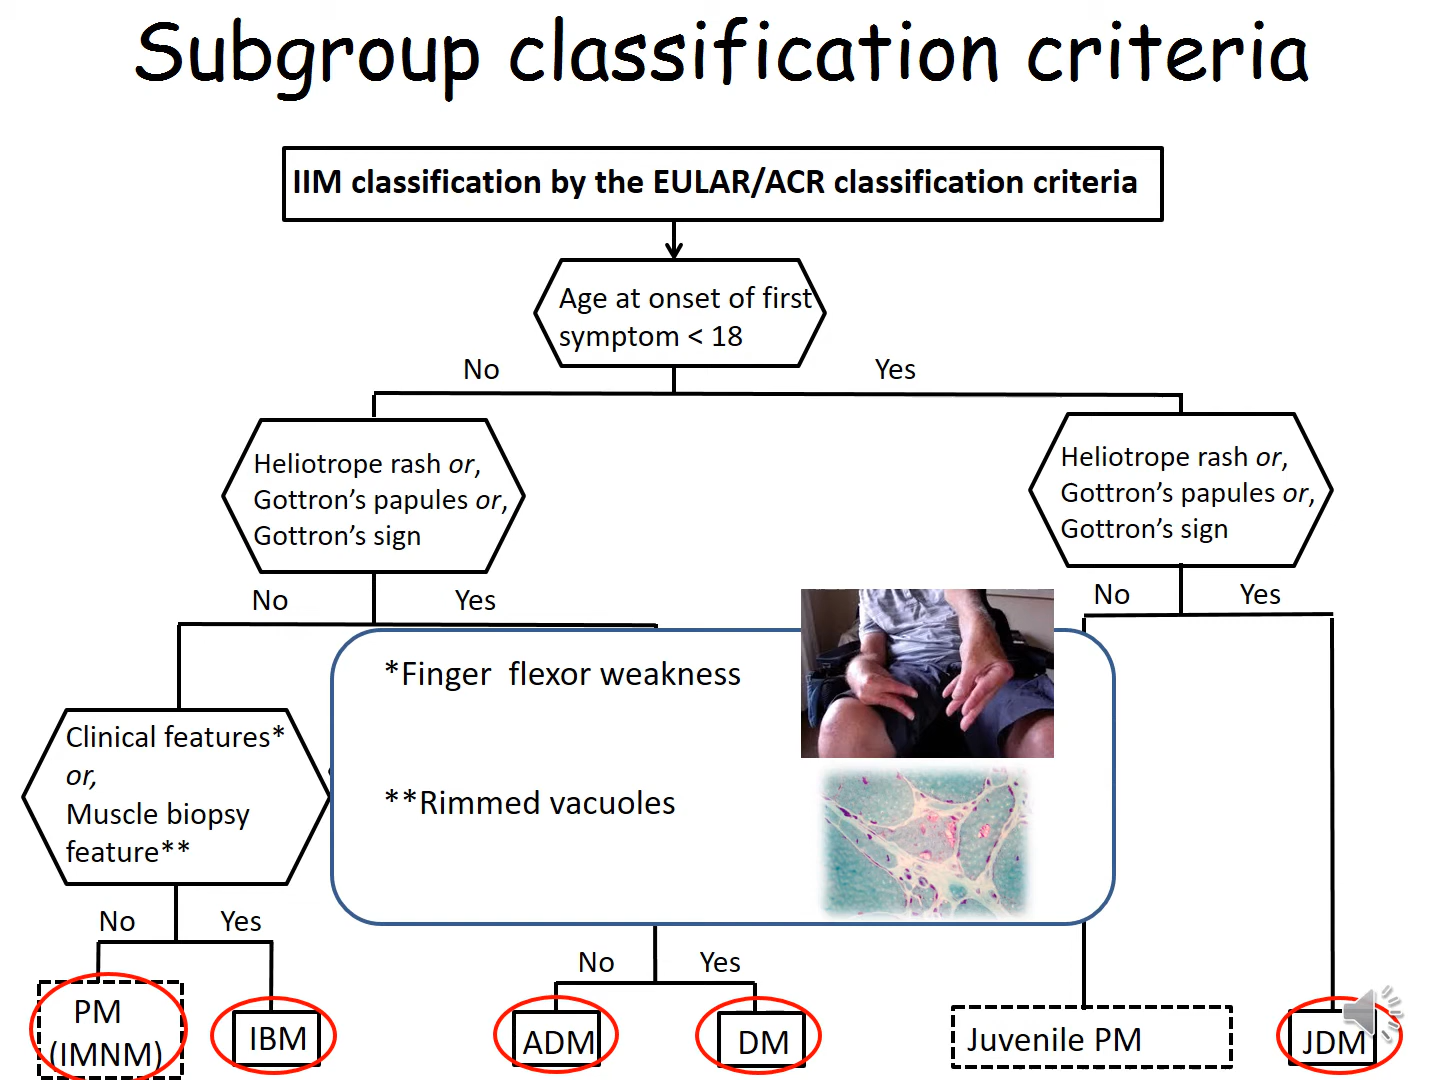 Subgroup classification criteria
IIM classification by the EULAR/ACR classification criteria
Age at onset of first
symptom < 18
No
Yes
Heliotrope rash or,
Gottron’s papules or,
Gottron’s sign
Heliotrope rash or,
Gottron’s papules or,
Gottron’s sign
No
Yes
No
Yes
*Finger flexor weakness
**Rimmed vacuoles
Clinical features*
or,
Muscle biopsy
feature**
No
Yes
No
Yes
PM
(IMNM)
IBM
ADM
DM
Juvenile PM
JDM